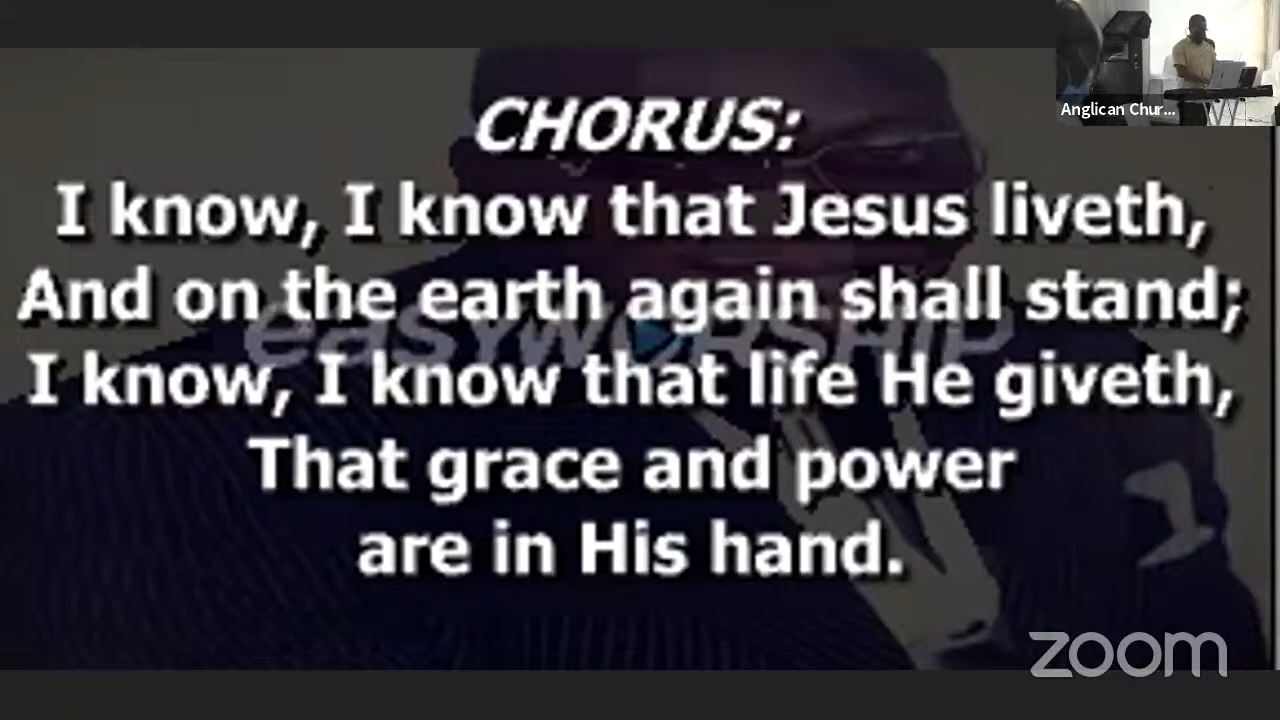 Anglican Chur...
CHORUS:
I know, I know that Jesus liveth,
And on the earth again shall stand;
easyWORSHIP
I know, I know that life He giveth,
That grace and power
are in His hand.
zoom